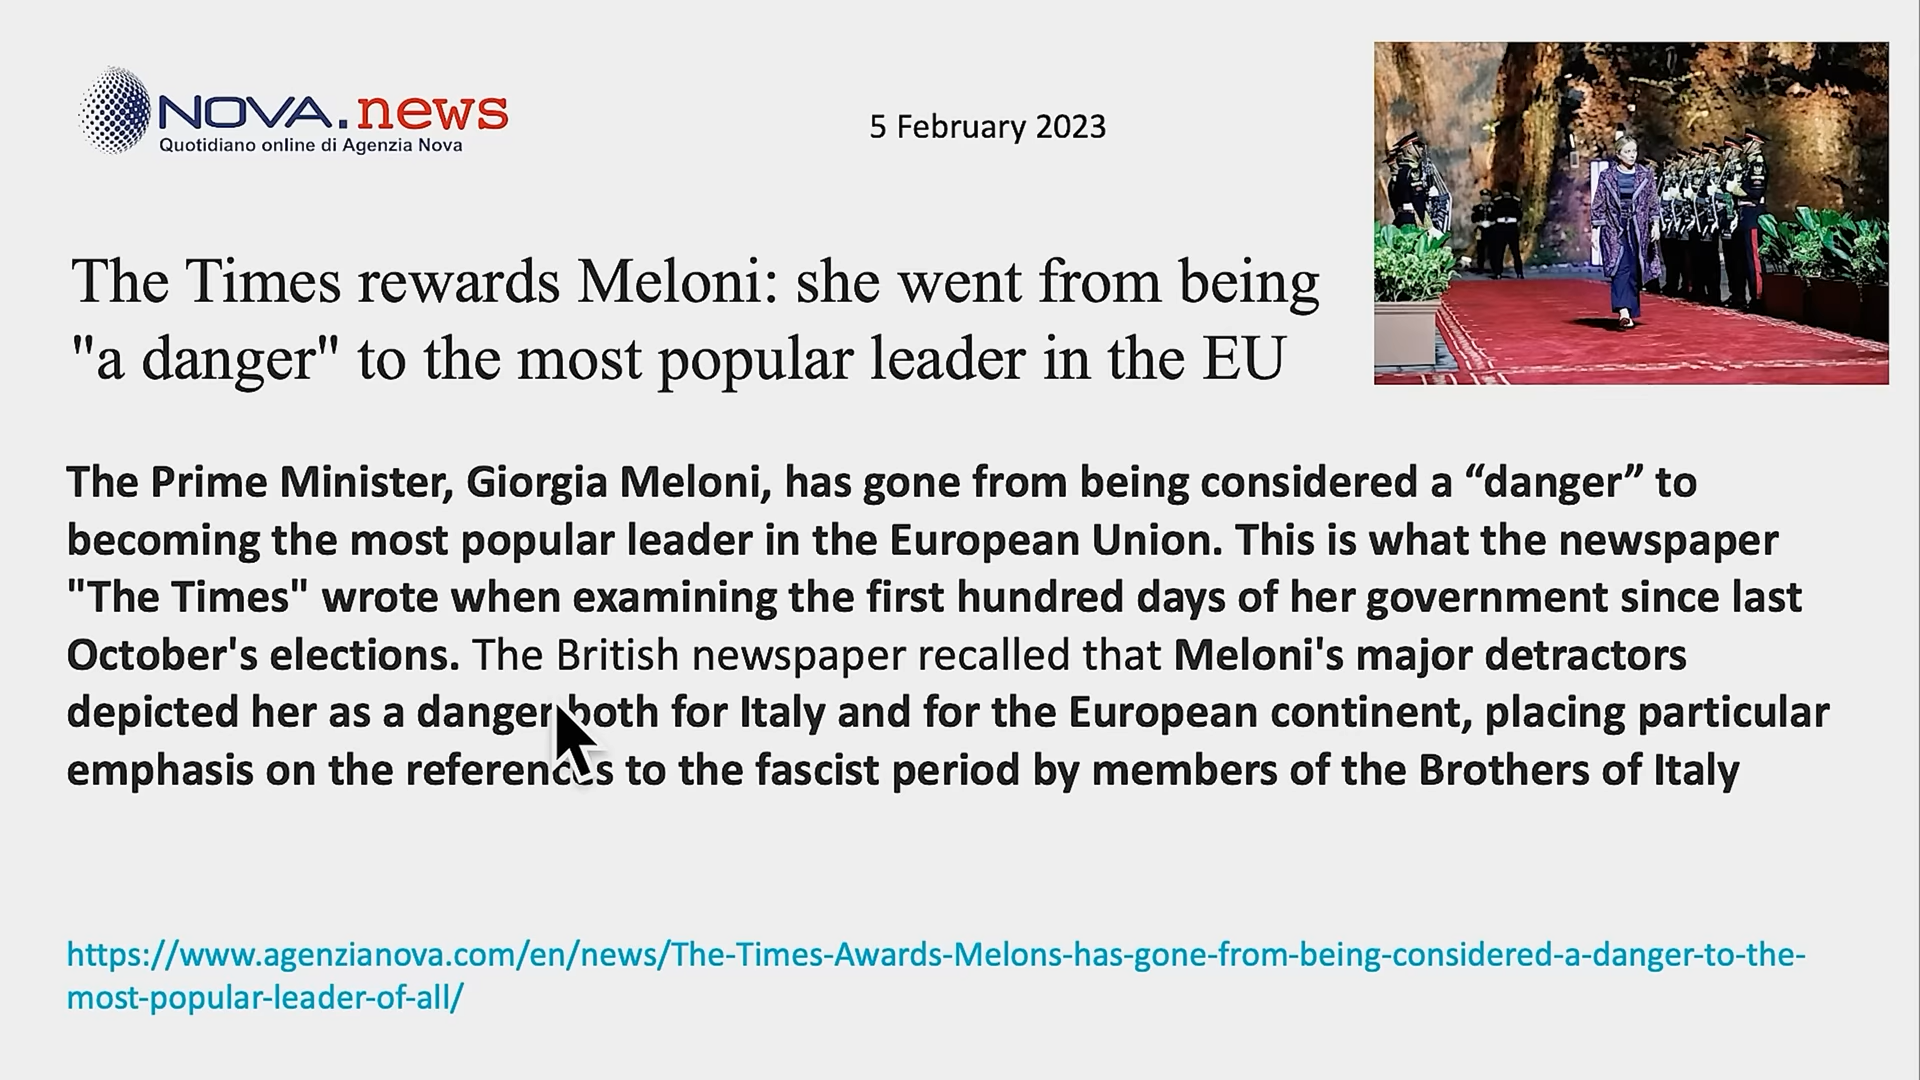 NOVA.news
Quotidiano online di Agenzia Nova
5 February 2023
The Times rewards Meloni: she went from being
"a danger" to the most popular leader in the EU
The Prime Minister, Giorgia Meloni, has gone from being considered a “danger” to
becoming the most popular leader in the European Union. This is what the newspaper
"The Times" wrote when examining the first hundred days of her government since last
October's elections. The British newspaper recalled that Meloni's major detractors
depicted her as a danger both for Italy and for the European continent, placing particular
emphasis on the references to the fascist period by members of the Brothers of Italy
https://www.agenzianova.com/en/news/The-Times-Awards-Melons-has-gone-from-being-considered-a-danger-to-the-
most-popular-leader-of-all/